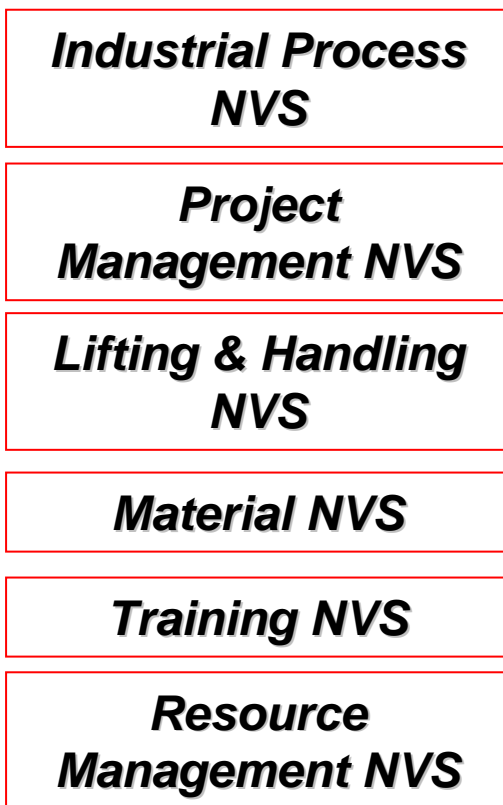 Industrial Process
NVS
Project
Management NVS
Lifting & Handling
NVS
Material NVS
Training NVS
Resource
Management NVS